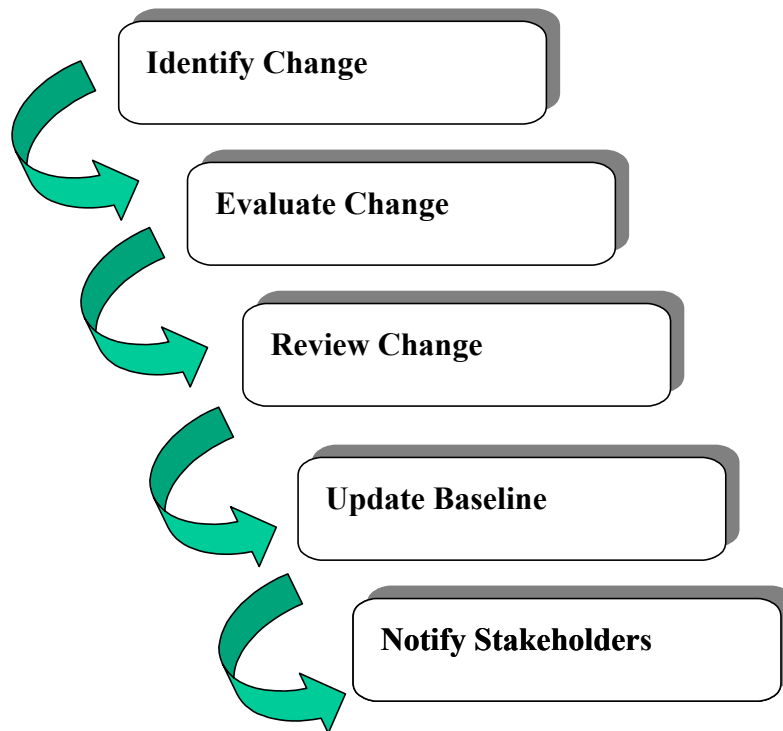 Identify Change
Evaluate Change
Review Change
Update Baseline
Notify Stakeholders